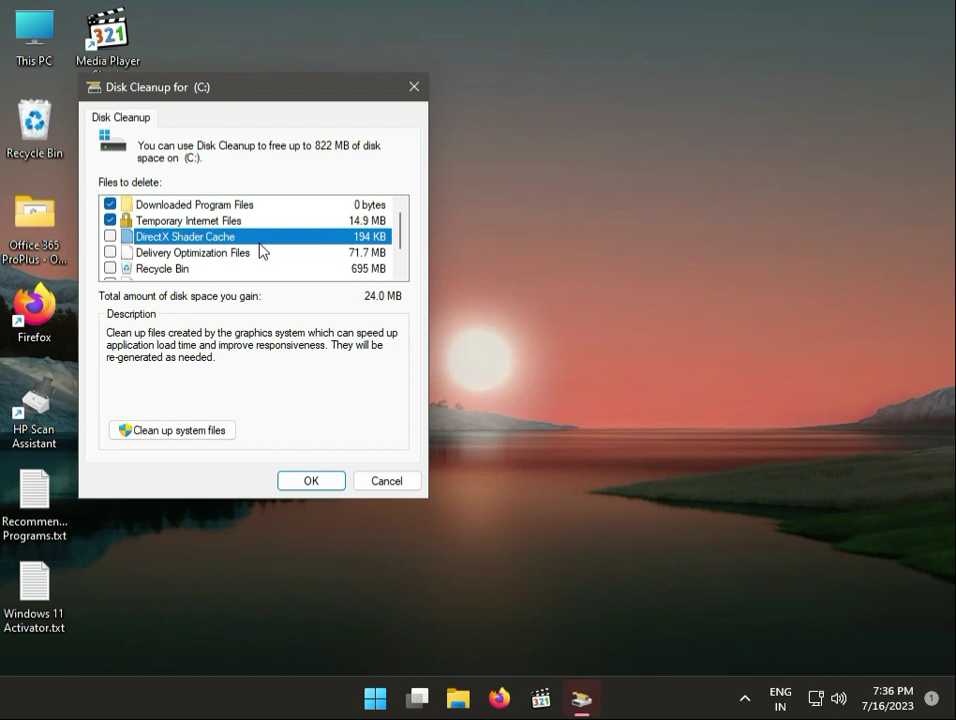 This PC
Media Player
Recycle Bin
Office 365
ProPlus - O...
Firefox
HP Scan
Assistant
Recommen...
Programs.txt
Windows 11
Activator.txt
321
Disk Cleanup for (C:)
Disk Cleanup
You can use Disk Cleanup to free up to 822 MB of disk
space on (C:).
Files to delete:
Downloaded Program Files 0 bytes
Temporary Internet Files 14.9 MB
DirectX Shader Cache 194 KB
Delivery Optimization Files 71.7 MB
Recycle Bin 695 MB
Total amount of disk space you gain: 24.0 MB
Description
Clean up files created by the graphics system which can speed up
application load time and improve responsiveness. They will be
re-generated as needed.
Clean up system files
OK Cancel
321
ENG
IN
7:36 PM
7/16/2023
1